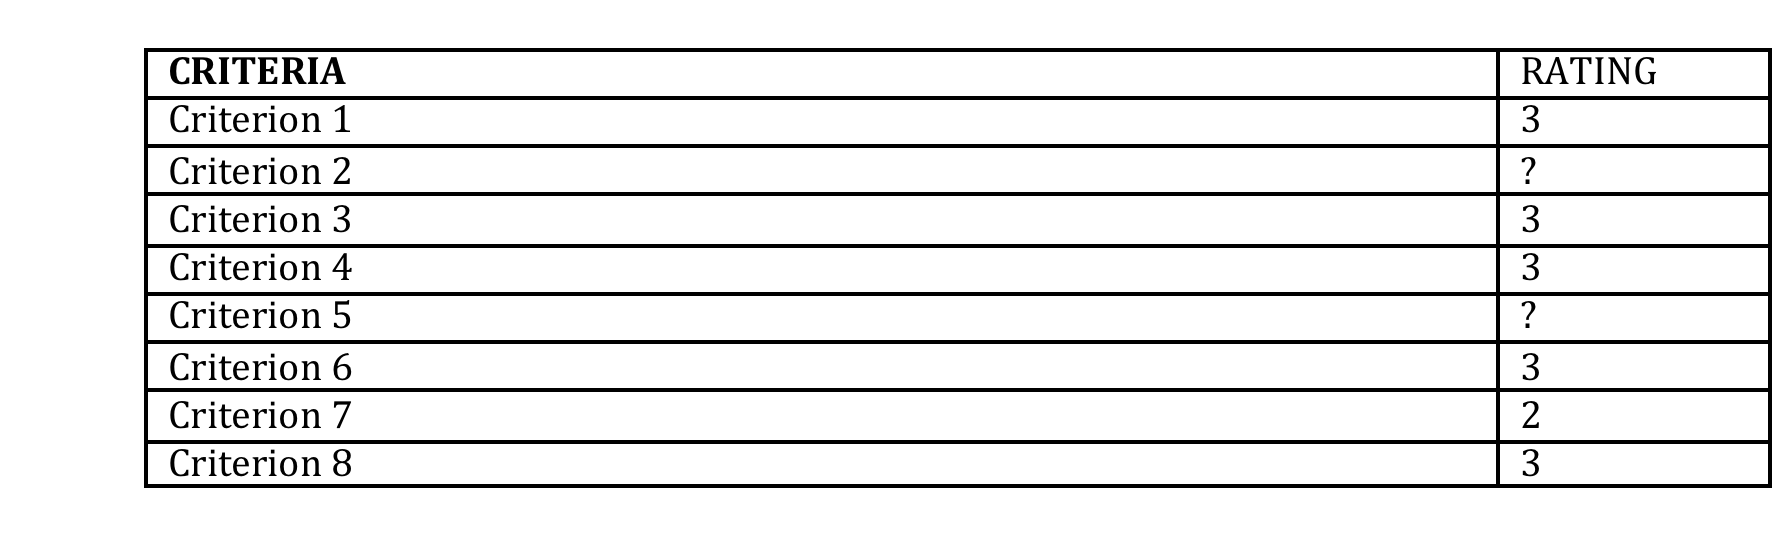 CRITERIA RATING
Criterion 1 3
Criterion 2 ?
Criterion 3 3
Criterion 4 3
Criterion 5 ?
Criterion 6 3
Criterion 7 2
Criterion 8 3